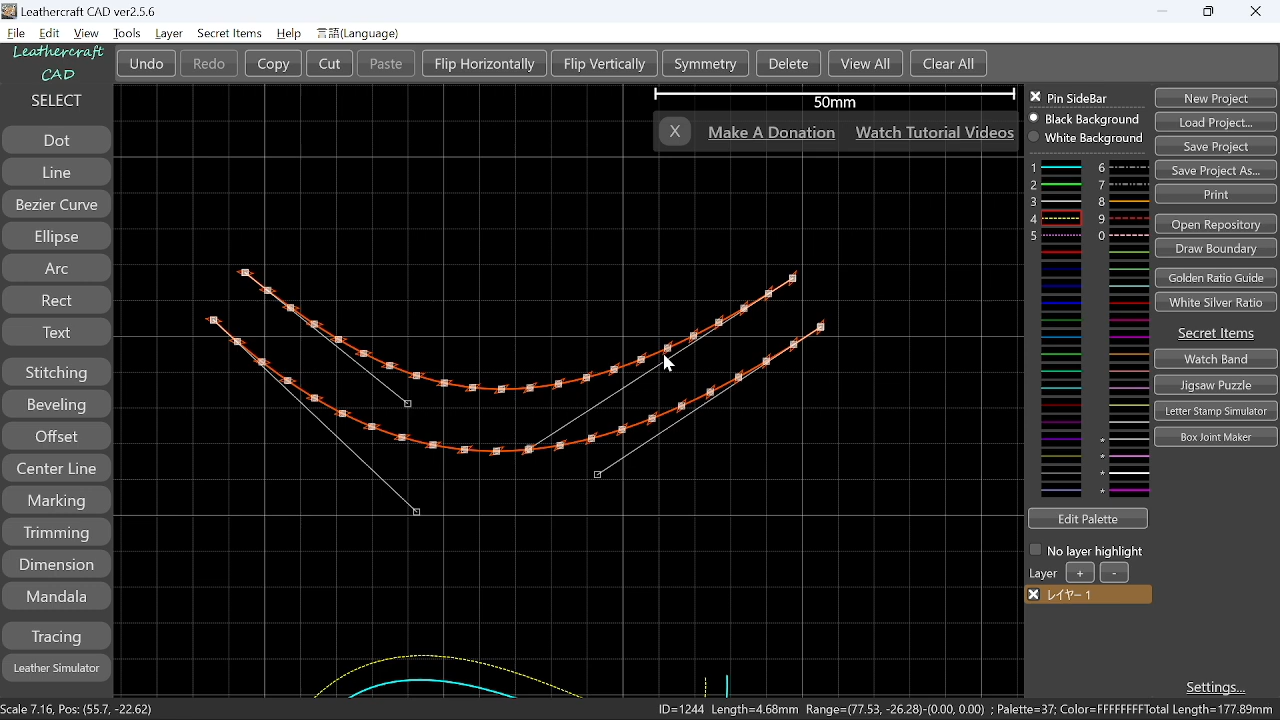 Leathercraft CAD ver2.5.6
File Edit View Tools Layer Secret Items Help 言語(Language)
Leathercraft
CAD
Undo Redo Copy Cut Paste Flip Horizontally Flip Vertically Symmetry Delete View All Clear All
SELECT
Dot
Line
Bezier Curve
Ellipse
Arc
Rect
Text
Stitching
Beveling
Offset
Center Line
Marking
Trimming
Dimension
Mandala
Tracing
Leather Simulator
50mm
X Make A Donation Watch Tutorial Videos
Pin SideBar
Black Background
White Background
1 6
2 7
3 8
4 9
5 0
*
*
*
*
Edit Palette
No layer highlight
Layer + -
レイヤー 1
New Project
Load Project...
Save Project
Save Project As...
Print
Open Repository
Draw Boundary
Golden Ratio Guide
White Silver Ratio
Secret Items
Watch Band
Jigsaw Puzzle
Letter Stamp Simulator
Box Joint Maker
Settings...
Scale 7.16, Pos: (55.7, -22.62) ID=1244 Length=4.68mm Range=(77.53, -26.28)-(0.00, 0.00) ; Palette=37; Color=FFFFFFFFTotal Length=177.89mm